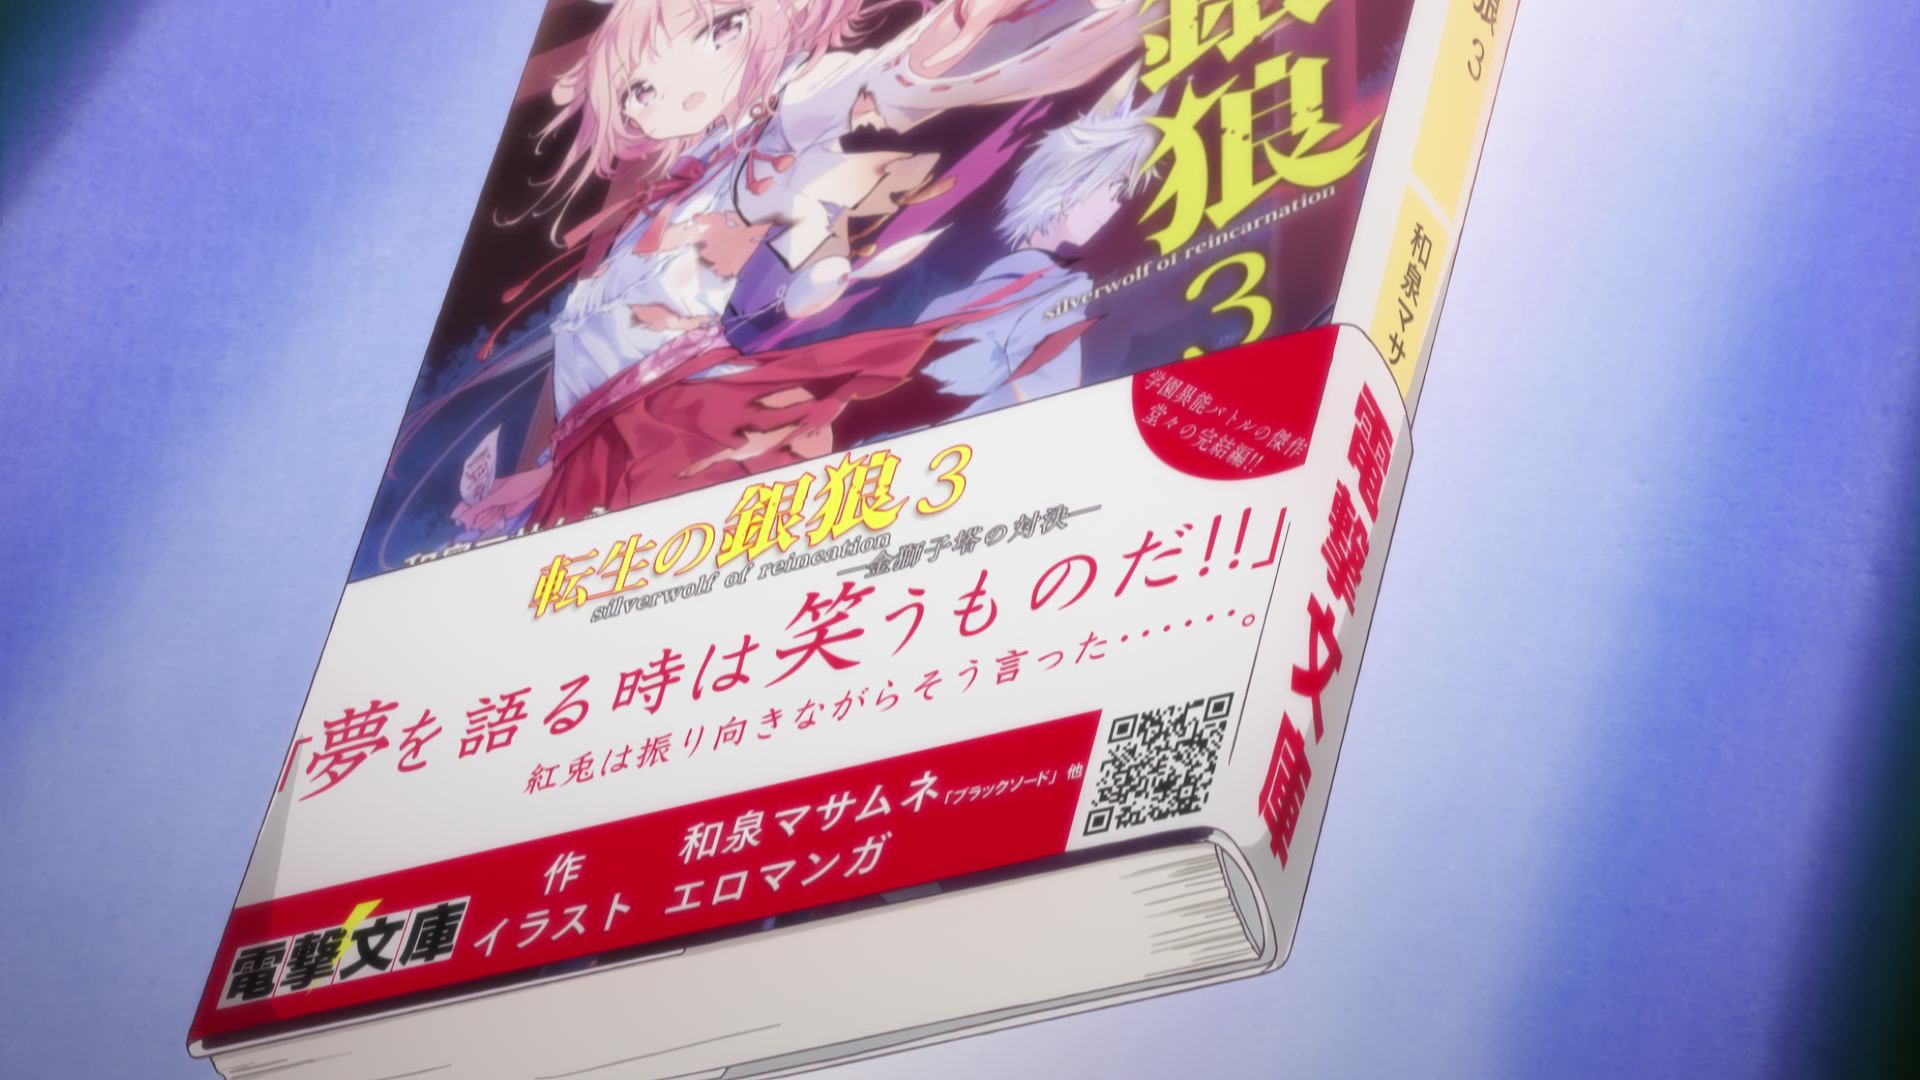 銀狼
silverwolf of reincarnation
3
3
和泉マサ
学園異能バトルの傑作
堂々の完結編!!
転生の銀狼3
silverwolf of reincation
―金獅子塔の対決―
「夢を語る時は笑うものだ!!」
紅兎は振り向きながらそう言った……。
作 和泉マサムネ「ブラックソード」他
イラスト エロマンガ
電撃文庫
電撃文庫